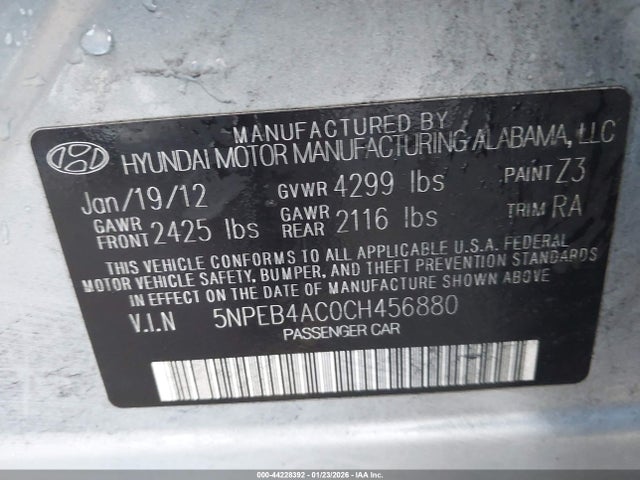 MANUFACTURED BY
HYUNDAI MOTOR MANUFACTURING ALABAMA, LLC
Jan/19/12 GVWR 4299 lbs PAINT Z3
GAWR FRONT 2425 lbs GAWR REAR 2116 lbs TRIM RA
THIS VEHICLE CONFORMS TO ALL APPLICABLE U.S.A. FEDERAL
MOTOR VEHICLE SAFETY, BUMPER, AND THEFT PREVENTION
STANDARDS IN EFFECT ON THE DATE OF MANUFACTURE SHOWN ABOVE.
V.I.N 5NPEB4AC0CH456880
PASSENGER CAR
000-44228392 - 01/23/2026 - IAAI.COM